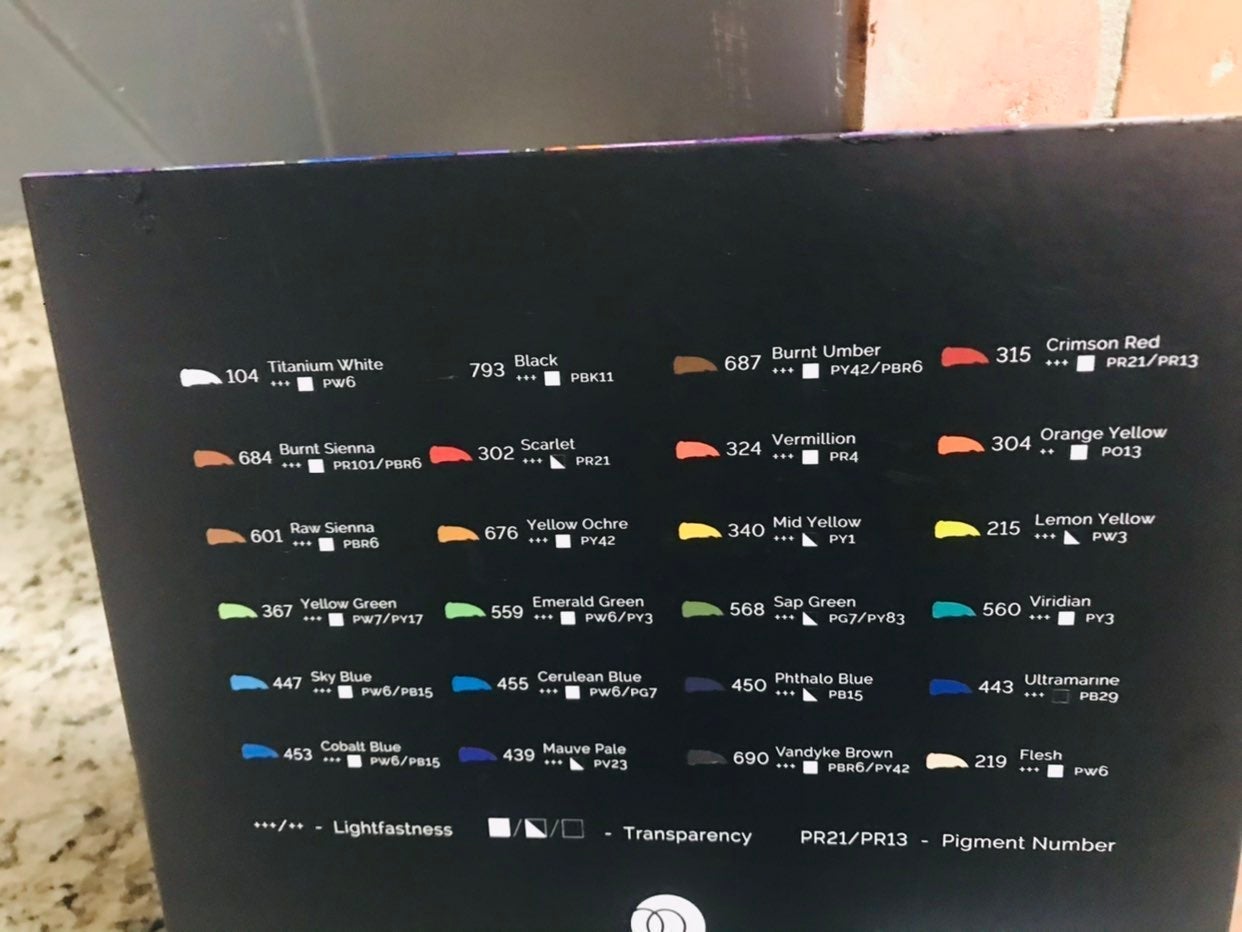 104 Titanium White
+++ PW6
793 Black
+++ PBK11
687 Burnt Umber
+++ PY42/PBR6
315 Crimson Red
+++ PR21/PR13
684 Burnt Sienna
+++ PR101/PBR6
302 Scarlet
+++ PR21
324 Vermillion
+++ PR4
304 Orange Yellow
++ PO13
601 Raw Sienna
+++ PBR6
676 Yellow Ochre
+++ PY42
340 Mid Yellow
+++ PY1
215 Lemon Yellow
+++ PW3
367 Yellow Green
+++ PW7/PY17
559 Emerald Green
+++ PW6/PY3
568 Sap Green
+++ PG7/PY83
560 Viridian
+++ PY3
447 Sky Blue
+++ PW6/PB15
455 Cerulean Blue
+++ PW6/PG7
450 Phthalo Blue
+++ PB15
443 Ultramarine
+++ PB29
453 Cobalt Blue
+++ PW6/PB15
439 Mauve Pale
+++ PV23
690 Vandyke Brown
+++ PBR6/PY42
219 Flesh
+++ PW6
+++/++ - Lightfastness / / - Transparency PR21/PR13 - Pigment Number